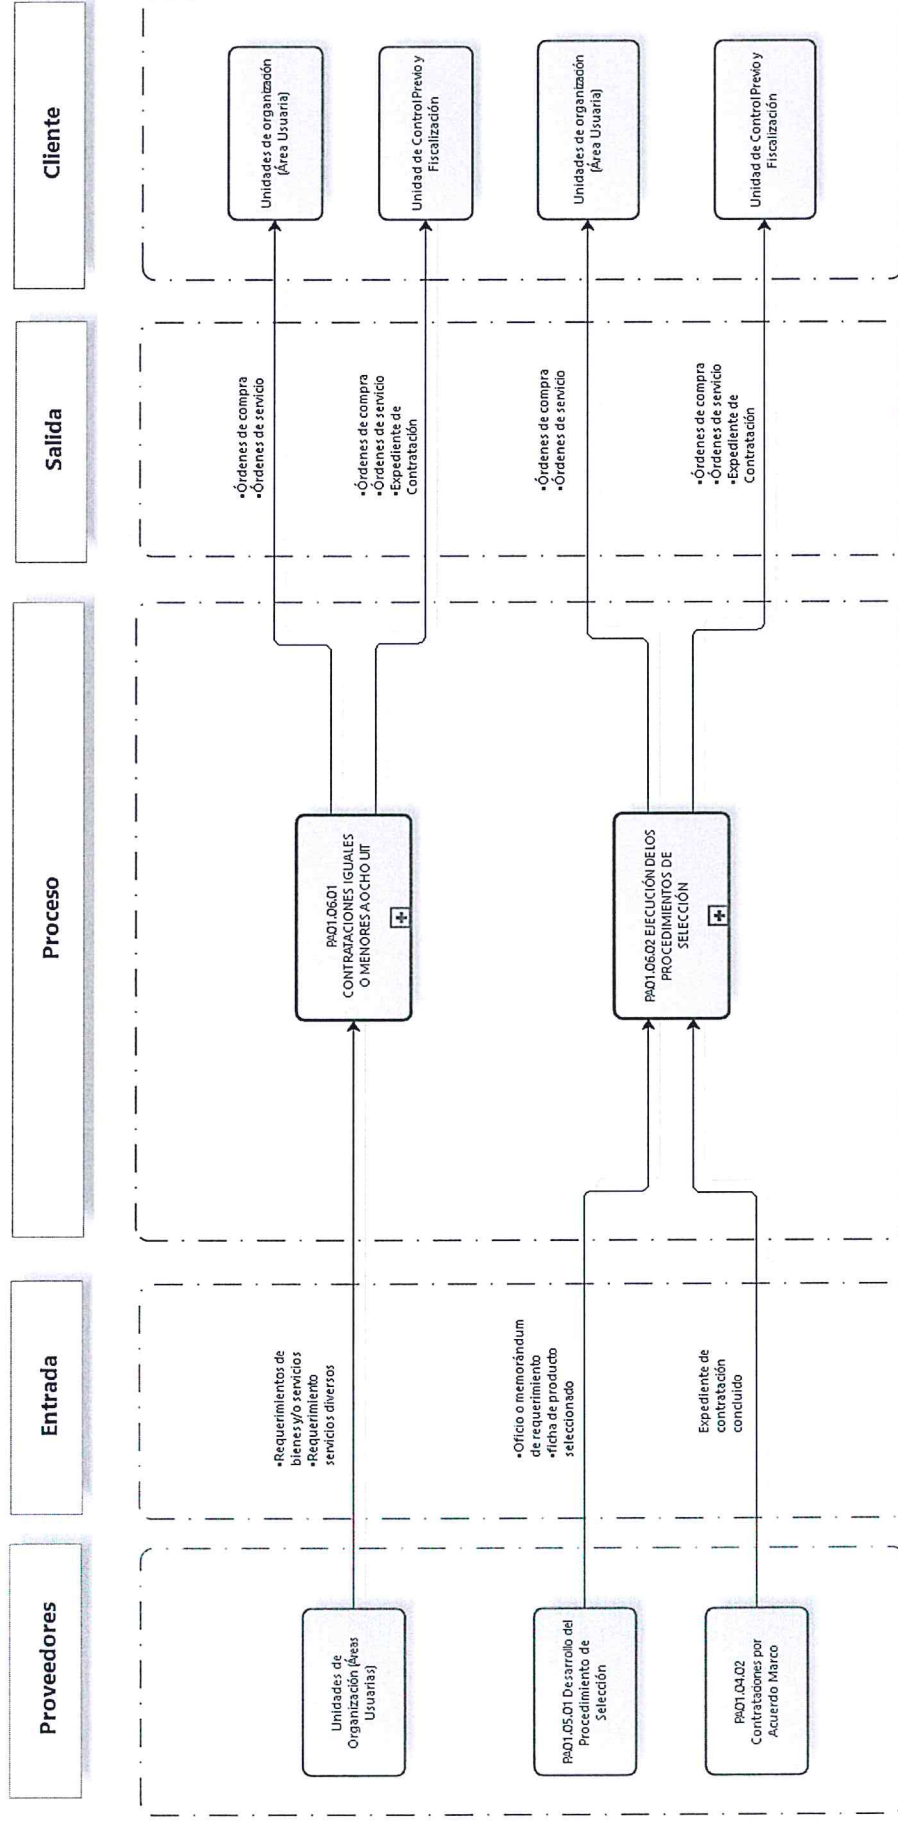 Proveedores
Entrada
Proceso
Salida
Cliente
Unidades de
Organización (Áreas
Usuarias)
▪Requerimientos de
bienes y/o servicios
▪Requerimiento
servicios diversos
PA01.06.01
CONTRATACIONES IGUALES
O MENORES A OCHO UIT
▪Órdenes de compra
▪Órdenes de servicio
Unidades de organización
(Área Usuaria)
▪Órdenes de compra
▪Órdenes de servicio
▪Expediente de
Contratación
Unidad de Control Previo y
Fiscalización
PA01.05.01 Desarrollo del
Procedimiento de
Selección
▪Oficio o memorándum
de requerimiento
▪ficha de producto
seleccionado
PA01.04.02
Contrataciones por
Acuerdo Marco
Expediente de
contratación
concluido
PA01.06.02 EJECUCIÓN DE LOS
PROCEDIMIENTOS DE
SELECCIÓN
▪Órdenes de compra
▪Órdenes de servicio
Unidades de organización
(Área Usuaria)
▪Órdenes de compra
▪Órdenes de servicio
▪Expediente de
Contratación
Unidad de Control Previo y
Fiscalización